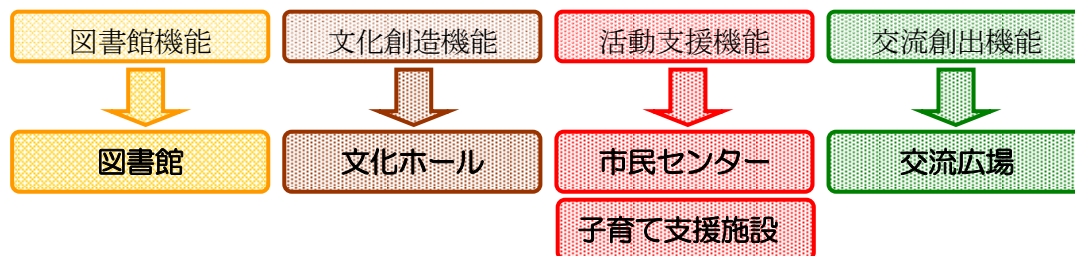 図書館機能
文化創造機能
活動支援機能
交流創出機能
図書館
文化ホール
市民センター
交流広場
子育て支援施設